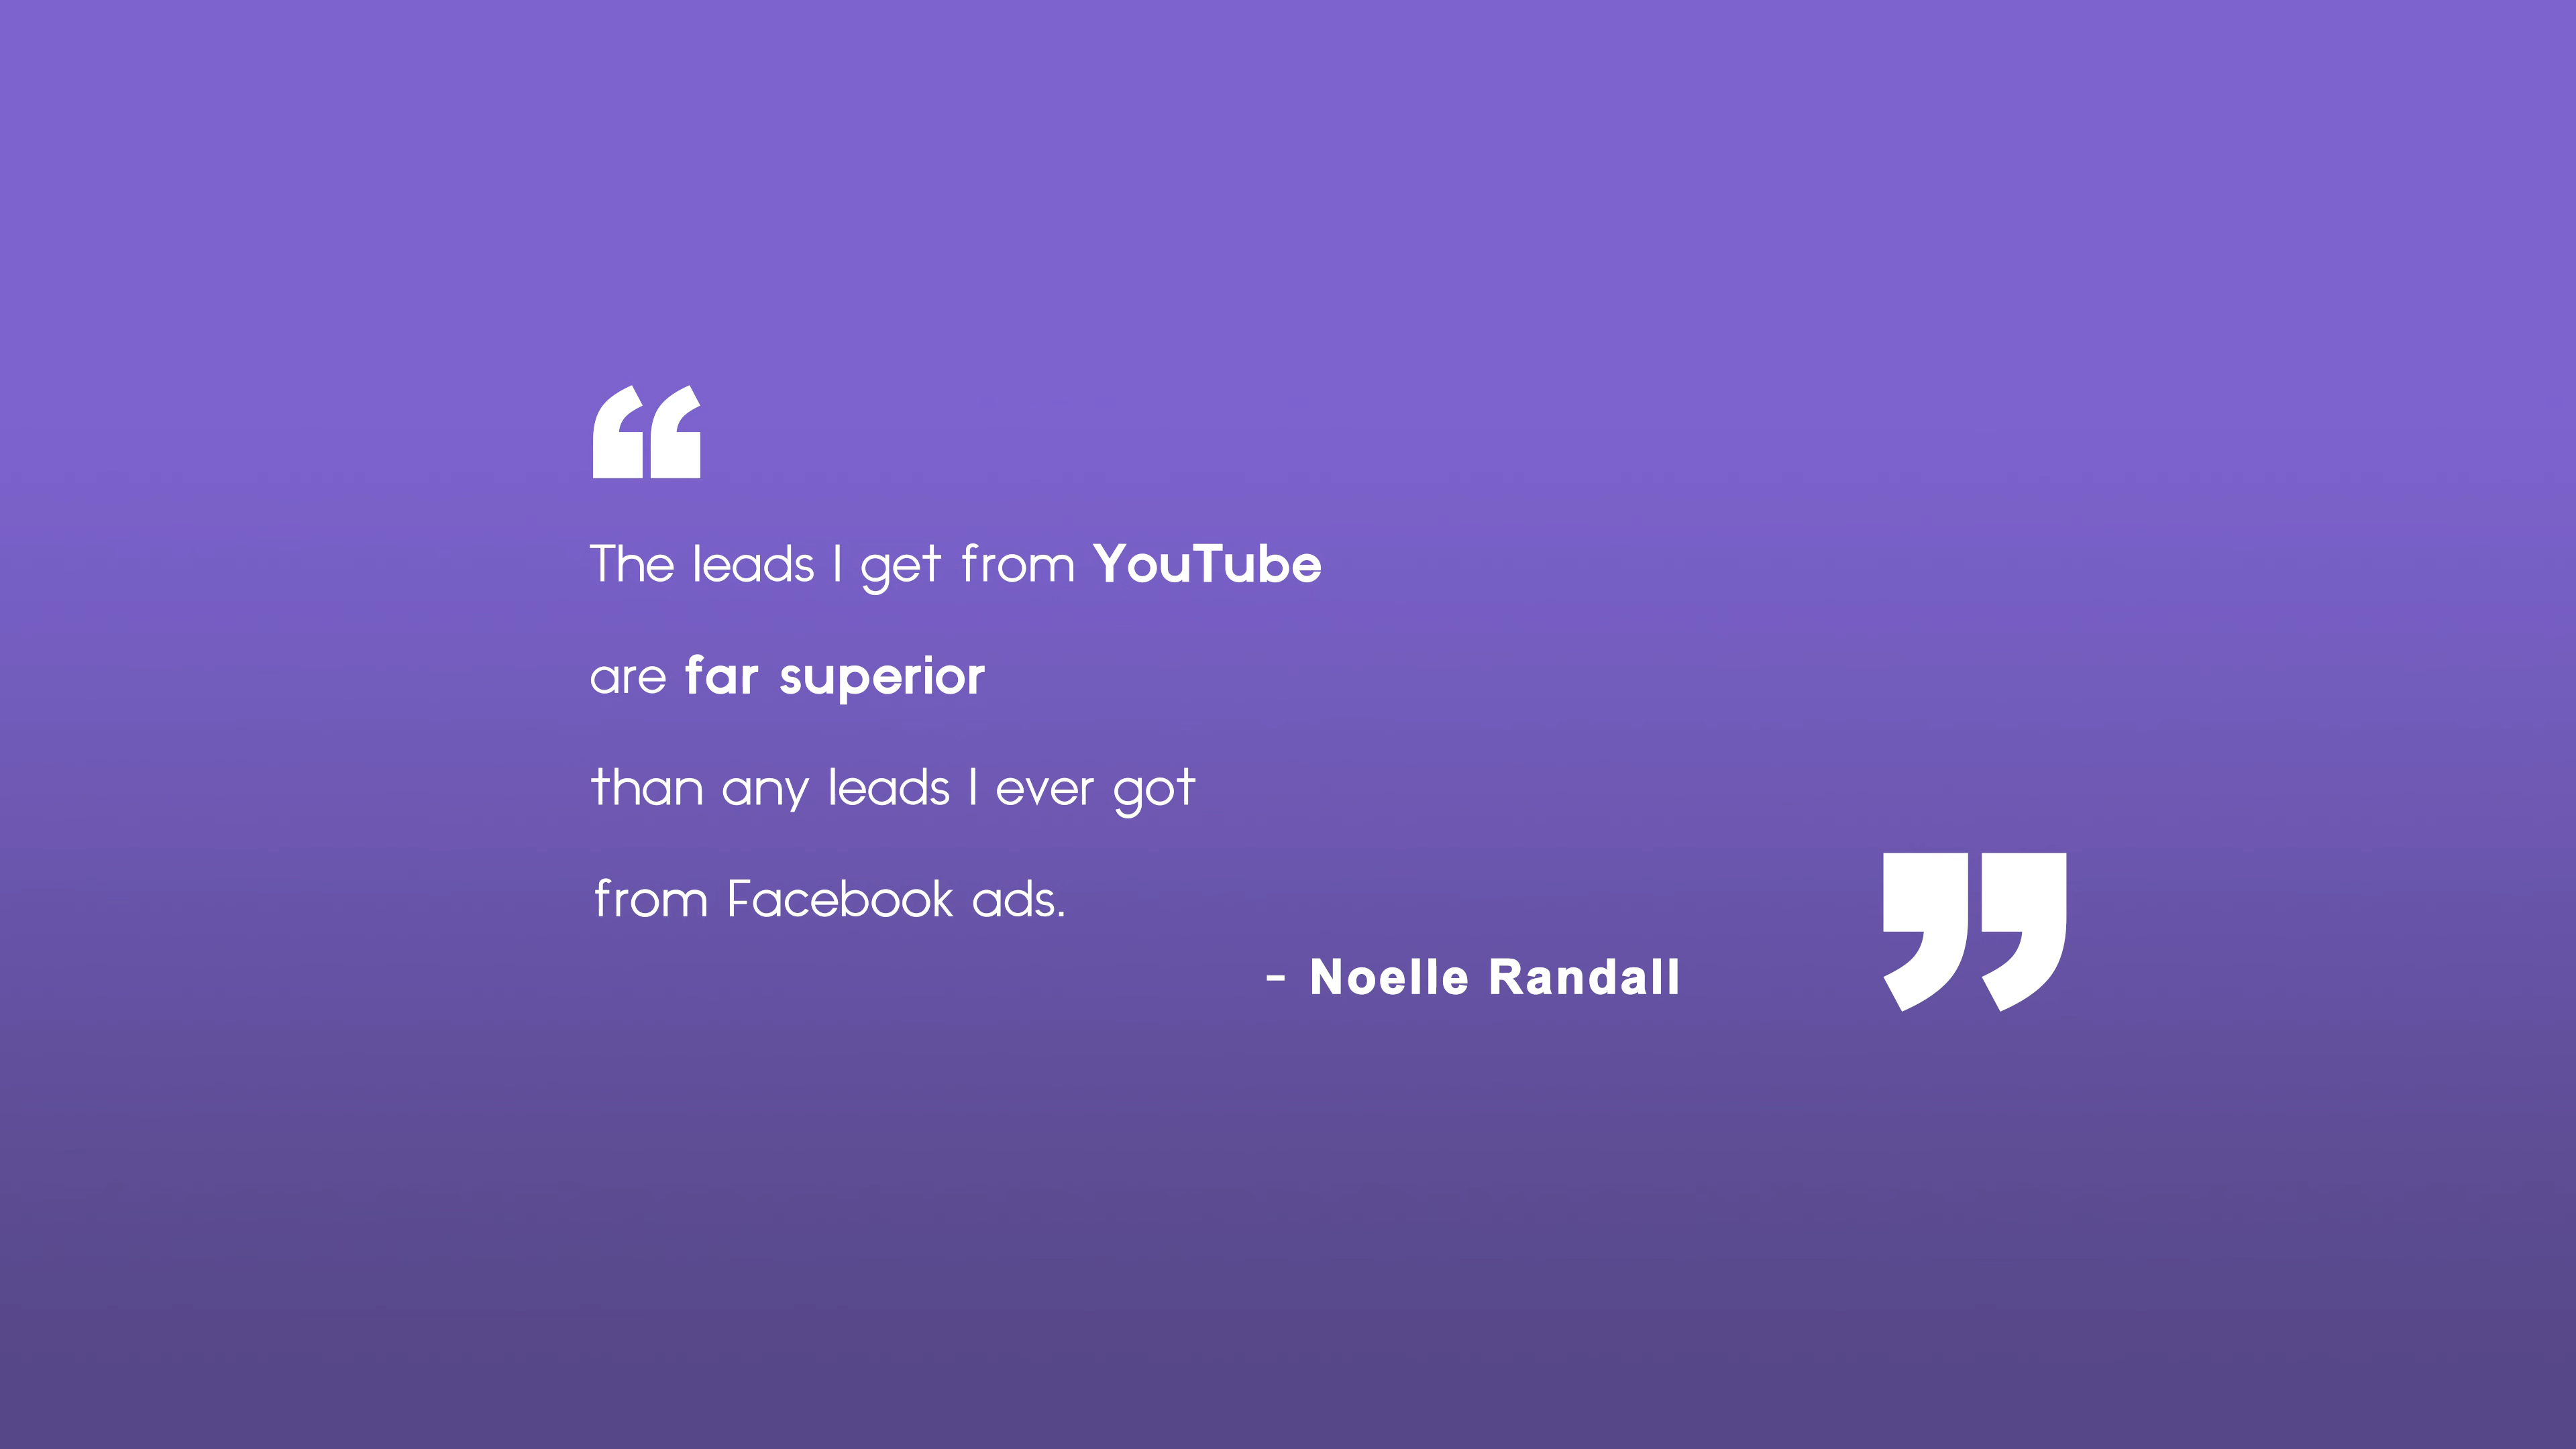 “
The leads I get from YouTube
are far superior
than any leads I ever got
from Facebook ads.
- Noelle Randall
”